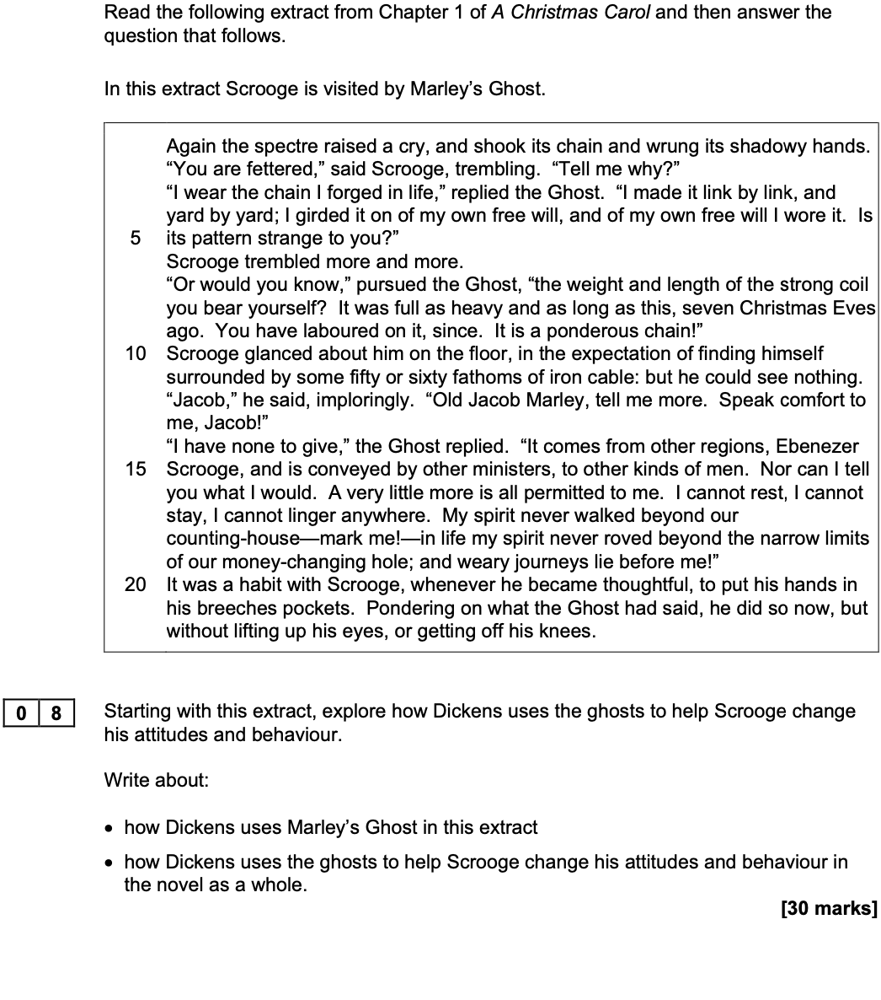 Read the following extract from Chapter 1 of A Christmas Carol and then answer the
question that follows.
In this extract Scrooge is visited by Marley’s Ghost.
Again the spectre raised a cry, and shook its chain and wrung its shadowy hands.
“You are fettered,” said Scrooge, trembling. “Tell me why?”
“I wear the chain I forged in life,” replied the Ghost. “I made it link by link, and
yard by yard; I girded it on of my own free will, and of my own free will I wore it. Is
5 its pattern strange to you?”
Scrooge trembled more and more.
“Or would you know,” pursued the Ghost, “the weight and length of the strong coil
you bear yourself? It was full as heavy and as long as this, seven Christmas Eves
ago. You have laboured on it, since. It is a ponderous chain!”
10 Scrooge glanced about him on the floor, in the expectation of finding himself
surrounded by some fifty or sixty fathoms of iron cable: but he could see nothing.
“Jacob,” he said, imploringly. “Old Jacob Marley, tell me more. Speak comfort to
me, Jacob!”
“I have none to give,” the Ghost replied. “It comes from other regions, Ebenezer
15 Scrooge, and is conveyed by other ministers, to other kinds of men. Nor can I tell
you what I would. A very little more is all permitted to me. I cannot rest, I cannot
stay, I cannot linger anywhere. My spirit never walked beyond our
counting-house—mark me!—in life my spirit never roved beyond the narrow limits
of our money-changing hole; and weary journeys lie before me!”
20 It was a habit with Scrooge, whenever he became thoughtful, to put his hands in
his breeches pockets. Pondering on what the Ghost had said, he did so now, but
without lifting up his eyes, or getting off his knees.
0 8 Starting with this extract, explore how Dickens uses the ghosts to help Scrooge change
his attitudes and behaviour.
Write about:
• how Dickens uses Marley’s Ghost in this extract
• how Dickens uses the ghosts to help Scrooge change his attitudes and behaviour in
the novel as a whole.
[30 marks]